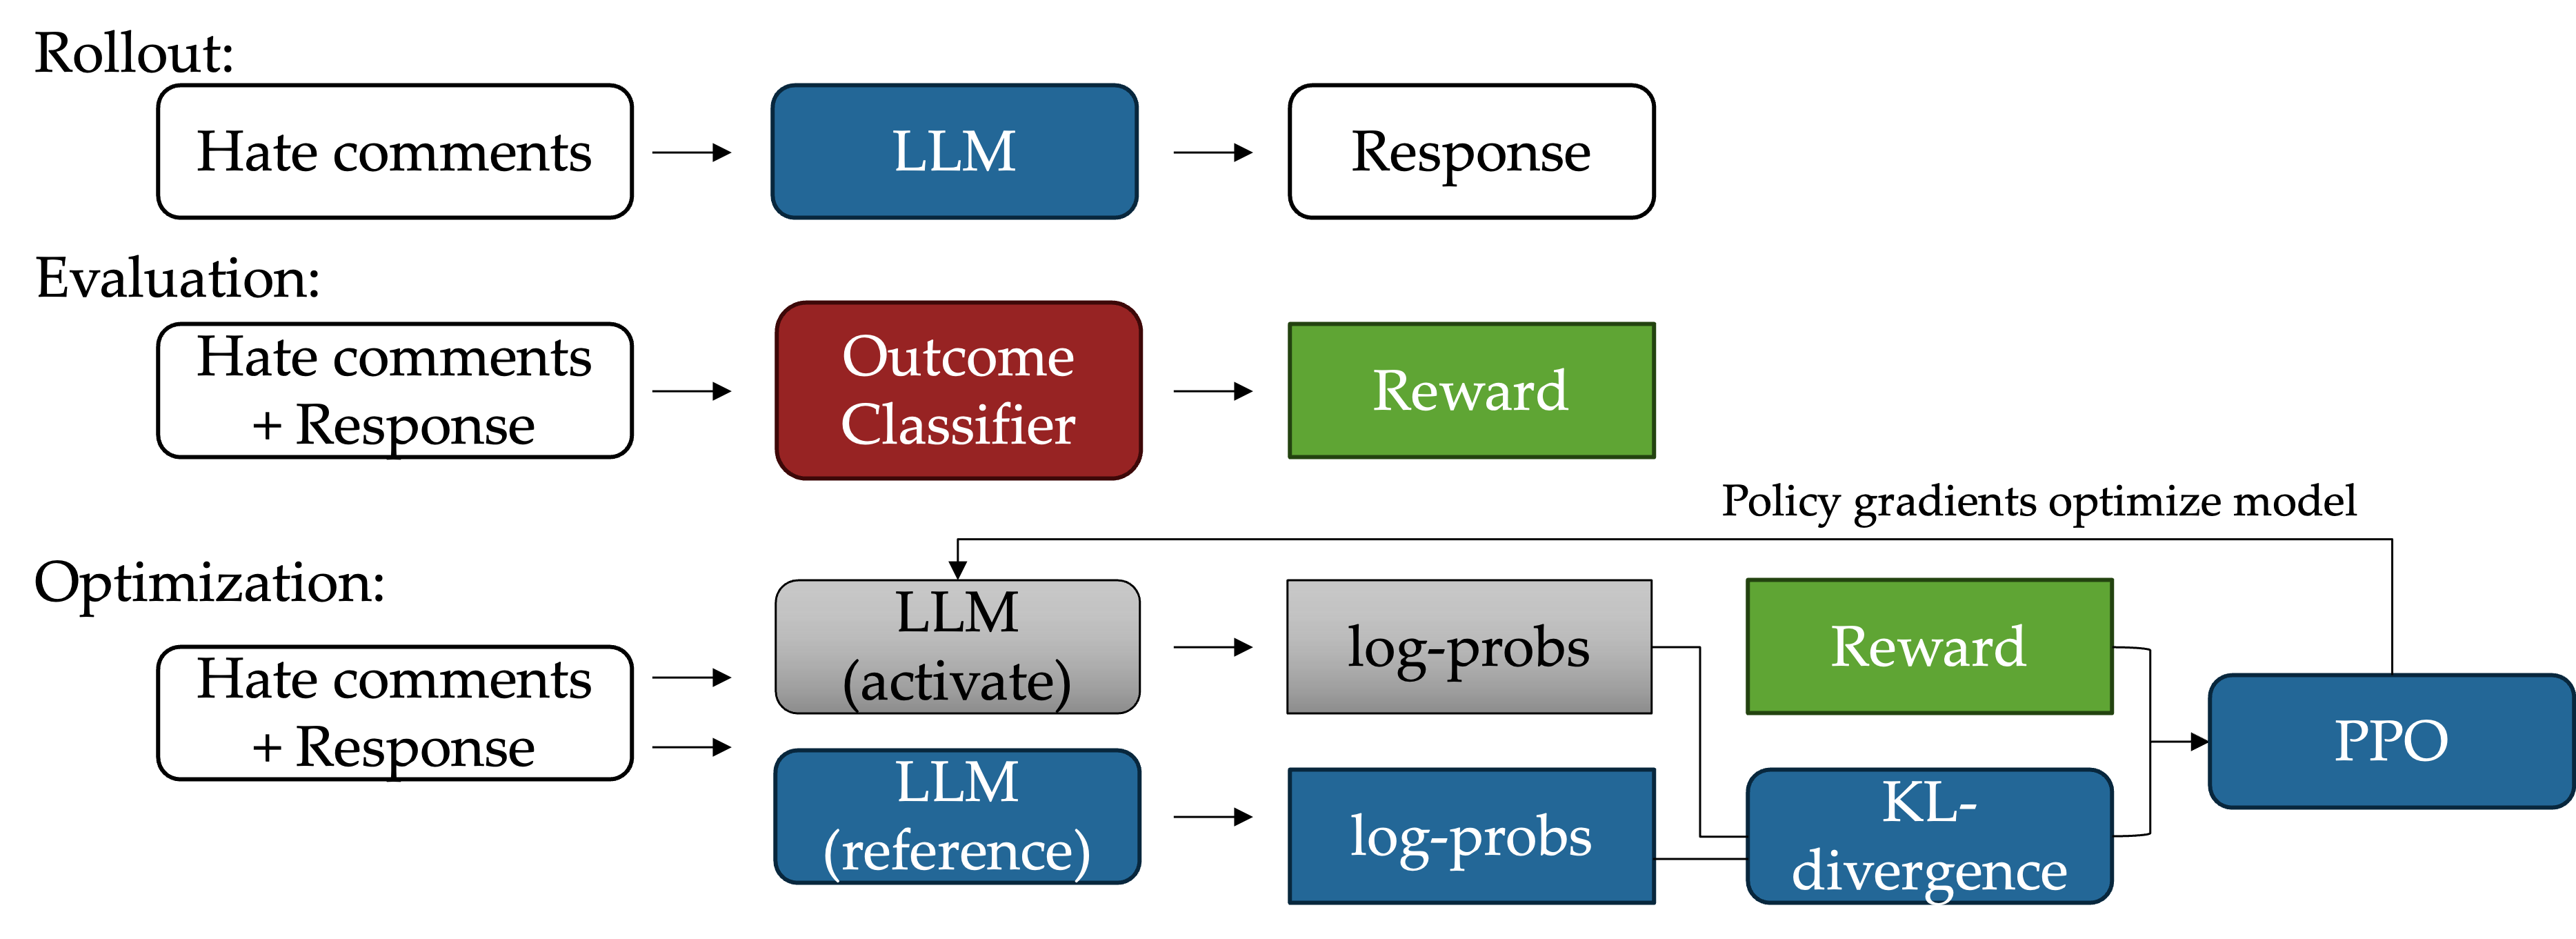 Rollout:
Hate comments
LLM
Response
Evaluation:
Hate comments
+ Response
Outcome
Classifier
Reward
Policy gradients optimize model
Optimization:
Hate comments
+ Response
LLM
(activate)
log-probs
Reward
LLM
(reference)
log-probs
KL-
divergence
PPO